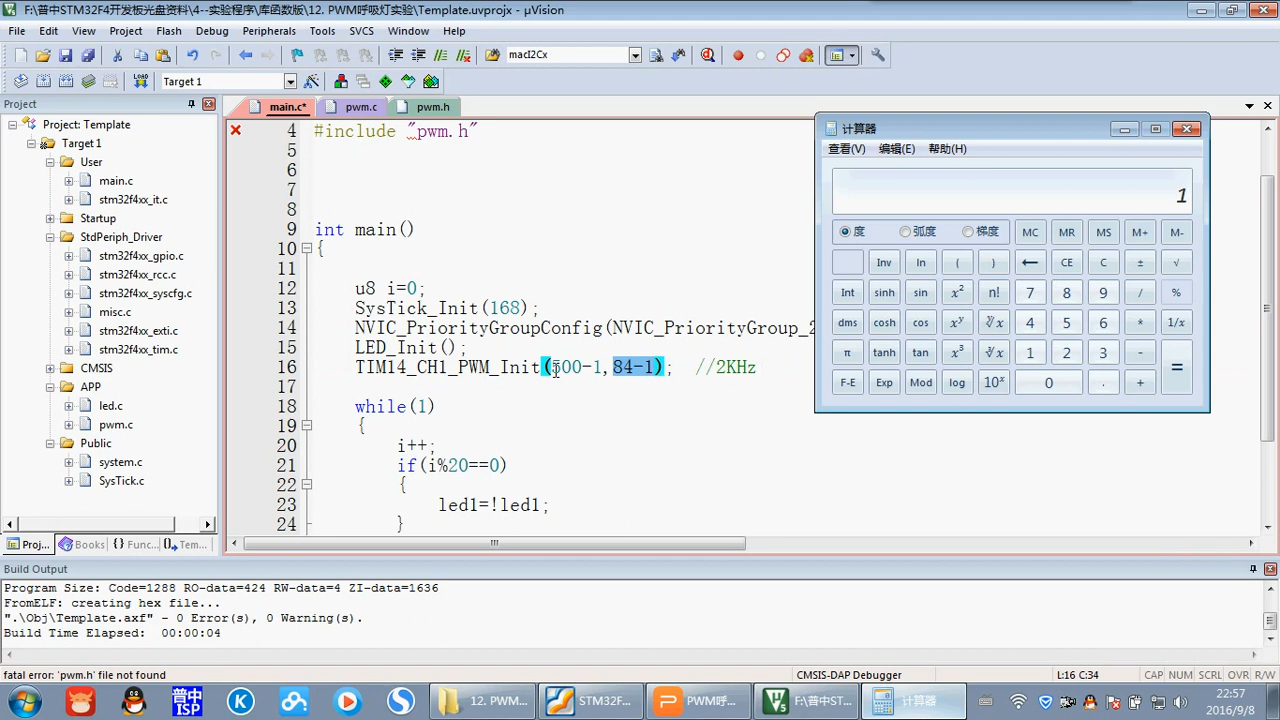 F:\普中STM32F4开发板光盘资料\4--实验程序\库函数版\12. PWM呼吸灯实验\Template.uvprojx - µVision
File Edit View Project Flash Debug Peripherals Tools SVCS Window Help
macI2Cx
LOAD Target 1
Project
main.c* pwm.c pwm.h
Project: Template
Target 1
User
main.c
stm32f4xx_it.c
Startup
StdPeriph_Driver
stm32f4xx_gpio.c
stm32f4xx_rcc.c
stm32f4xx_syscfg.c
misc.c
stm32f4xx_exti.c
stm32f4xx_tim.c
CMSIS
APP
led.c
pwm.c
Public
system.c
SysTick.c
Proj... Books {} Func... Tem...
4 #include "pwm.h"
5
6
7
8
9 int main()
10 {
11
12 u8 i=0;
13 SysTick_Init(168);
14 NVIC_PriorityGroupConfig(NVIC_PriorityGroup_2
15 LED_Init();
16 TIM14_CH1_PWM_Init(500-1,84-1); //2KHz
17
18 while(1)
19 {
20 i++;
21 if(i%20==0)
22 {
23 led1=!led1;
24 }
计算器
查看(V) 编辑(E) 帮助(H)
1
度 弧度 梯度 MC MR MS M+ M-
Inv ln ( ) ← CE C ± √
Int sinh sin x² n! 7 8 9 / %
dms cosh cos xʸ ʸ√x 4 5 6 * 1/x
π tanh tan x³ ³√x 1 2 3 - =
F-E Exp Mod log 10ˣ 0 . +
Build Output
Program Size: Code=1288 RO-data=424 RW-data=4 ZI-data=1636
FromELF: creating hex file...
".\Obj\Template.axf" - 0 Error(s), 0 Warning(s).
Build Time Elapsed: 00:00:04
fatal error: 'pwm.h' file not found
CMSIS-DAP Debugger
L:16 C:34
CAP NUM SCRL OVR R/W
普中 ISP
12. PWM...
STM32F...
PWM呼...
F:\普中ST...
计算器
22:57
2016/9/8